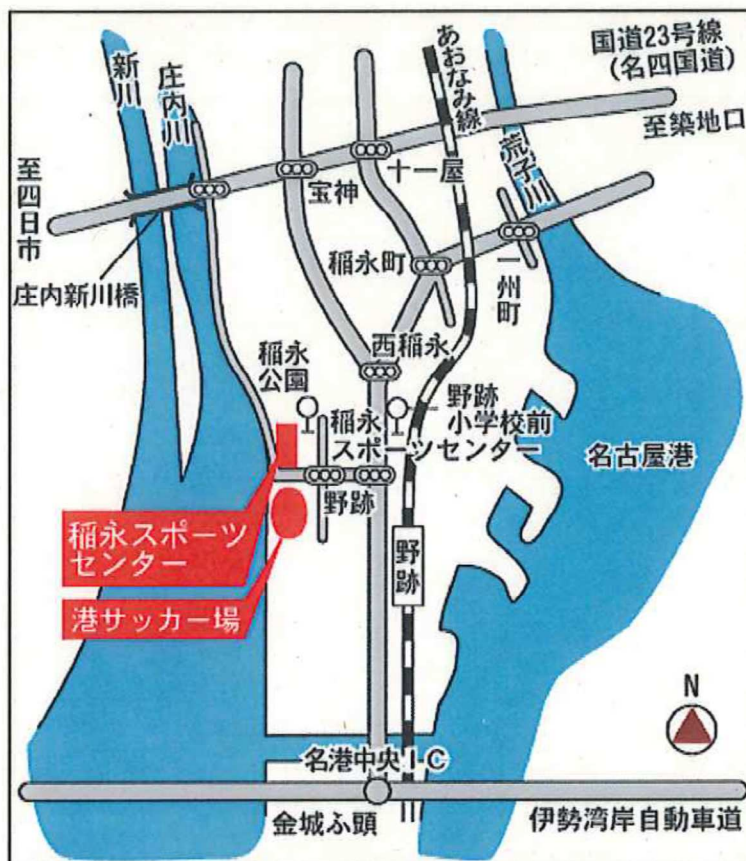 国道23号線
(名四国道)
あおなみ線
新川
庄内川
至築地口
荒子川
十一屋
宝神
至四日市
稲永町
一州町
庄内新川橋
西稲永
稲永
公園
野跡
小学校前
稲永
スポーツセンター
名古屋港
野跡
稲永スポーツ
センター
野跡
港サッカー場
N
名港中央IC
金城ふ頭
伊勢湾岸自動車道